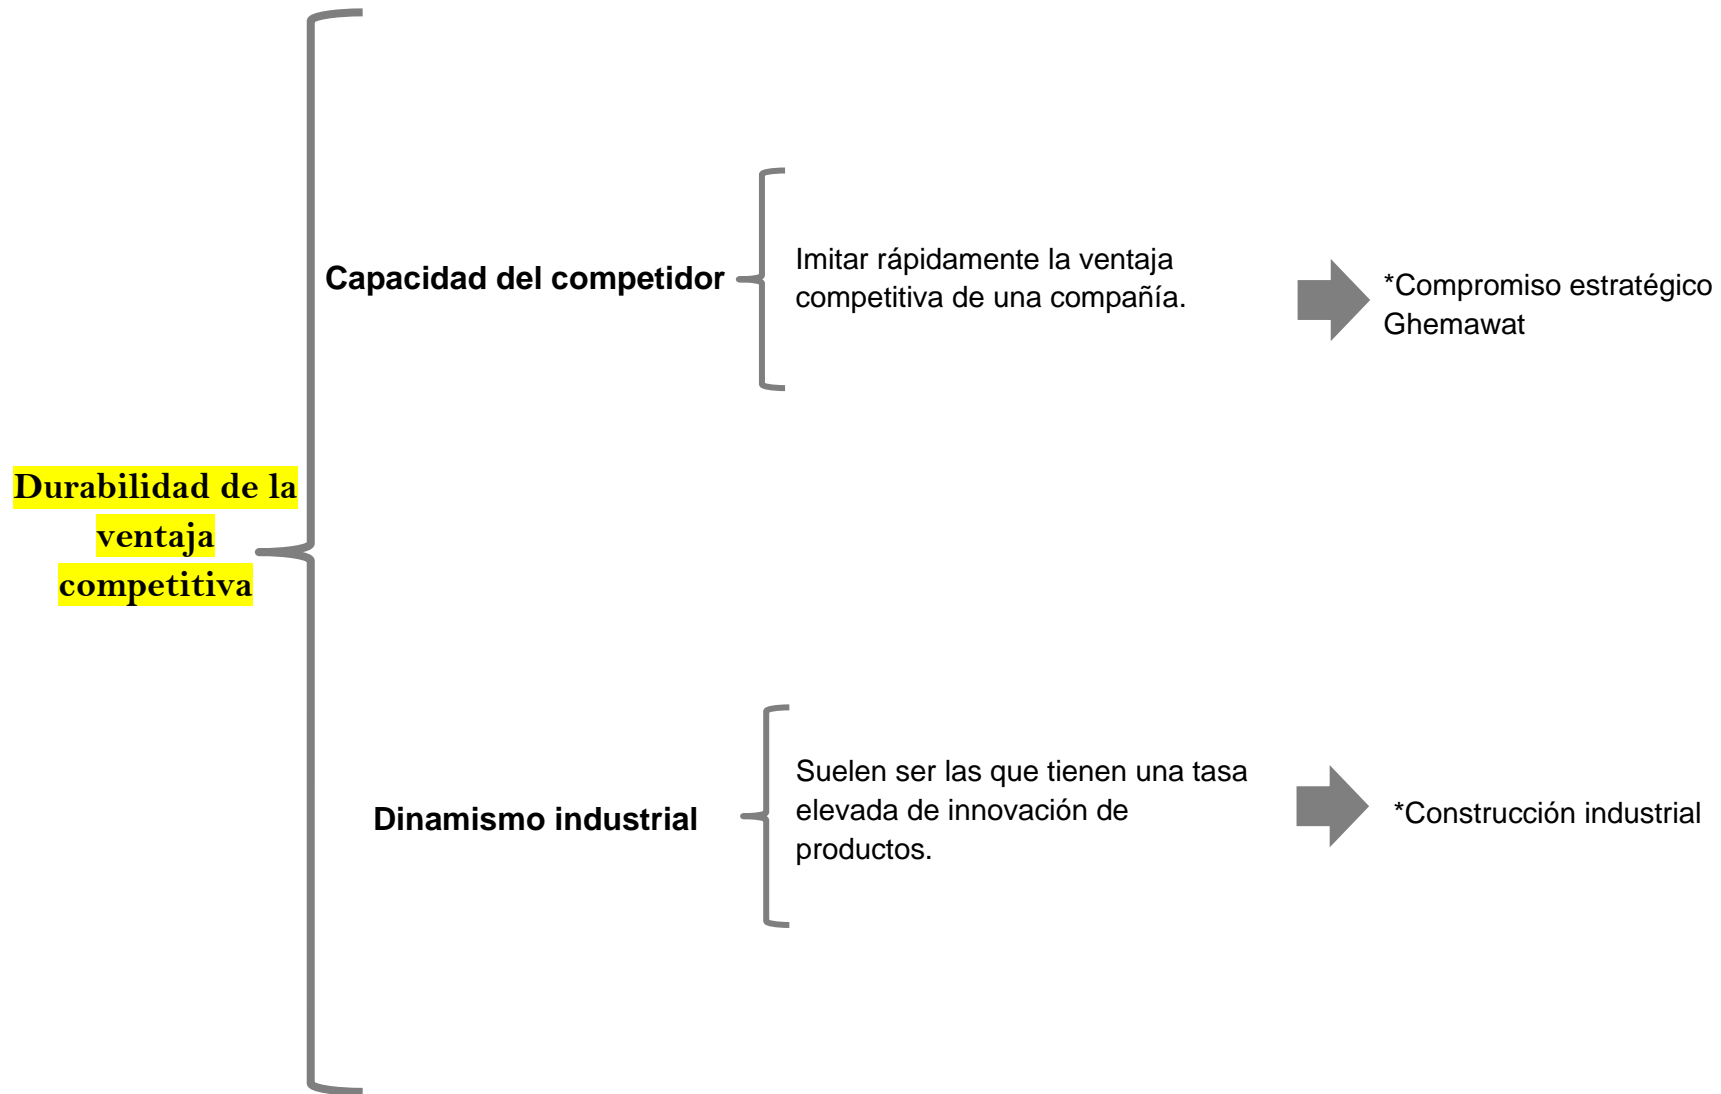 Durabilidad de la
ventaja
competitiva
Capacidad del competidor
Imitar rápidamente la ventaja
competitiva de una compañía.
*Compromiso estratégico
Ghemawat
Dinamismo industrial
Suelen ser las que tienen una tasa
elevada de innovación de
productos.
*Construcción industrial